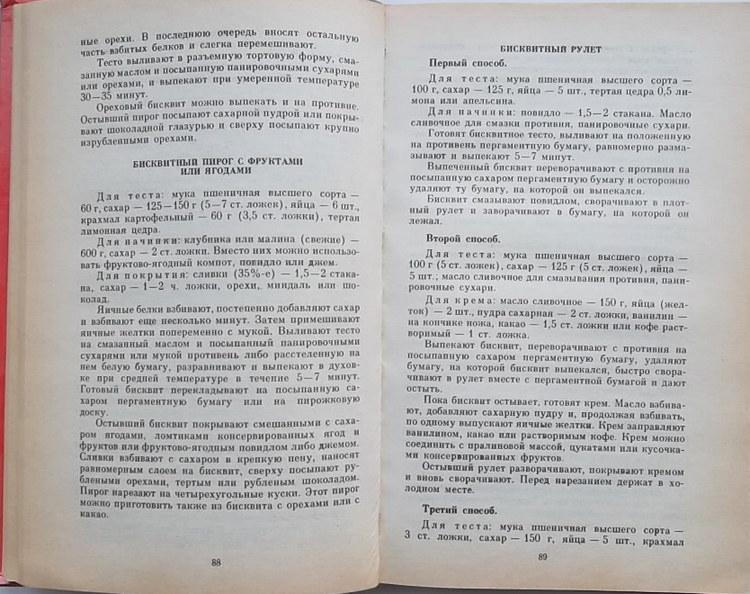 ные орехи. В последнюю очередь вносят остальную
часть взбитых белков и слегка перемешивают.
Тесто выливают в разъемную тортовую форму, сма-
занную маслом и посыпанную панировочными сухарями
или орехами, и выпекают при умеренной температуре
30—35 минут.
Ореховый бисквит можно выпекать и на противне.
Остывший пирог посыпают сахарной пудрой или покры-
вают шоколадной глазурью и сверху посыпают крупно
изрубленными орехами.
БИСКВИТНЫЙ ПИРОГ С ФРУКТАМИ
ИЛИ ЯГОДАМИ
Для теста: мука пшеничная высшего сорта —
60 г, сахар — 125—150 г (5—7 ст. ложек), яйца — 6 шт.,
крахмал картофельный — 60 г (3,5 ст. ложки), тертая
лимонная цедра.
Для начинки: клубника или малина (свежие) —
600 г, сахар — 2 ст. ложки. Вместо них можно использо-
вать фруктово-ягодный компот, повидло или джем.
Для покрытия: сливки (35%-е) — 1,5—2 стака-
на, сахар — 1—2 ч. ложки, орехи, миндаль или шо-
колад.
Яичные белки взбивают, постепенно добавляют сахар
и взбивают еще несколько минут. Затем примешивают
яичные желтки попеременно с мукой. Выливают тесто
на смазанный маслом и посыпанный панировочными
сухарями или мукой противень либо расстеленную на
нем белую бумагу, разравнивают и выпекают в духов-
ке при средней температуре в течение 5—7 минут.
Готовый бисквит перекладывают на посыпанную са-
харом пергаментную бумагу или на пирожковую
доску.
Остывший бисквит покрывают смешанными с саха-
ром ягодами, ломтиками консервированных ягод и
фруктов или фруктово-ягодным повидлом либо джемом.
Сливки взбивают с сахаром в крепкую пену, наносят
равномерным слоем на бисквит, сверху посыпают ру-
блеными орехами, тертым или рубленым шоколадом.
Пирог нарезают на четырехугольные куски. Этот пирог
можно приготовить также из бисквита с орехами или с
какао.
88
БИСКВИТНЫЙ РУЛЕТ
Первый способ.
Для теста: мука пшеничная высшего сорта —
100 г, сахар — 125 г, яйца — 5 шт., тертая цедра 0,5 ли-
мона или апельсина.
Для начинки: повидло — 1,5—2 стакана. Масло
сливочное для смазки противня, панировочные сухари.
Готовят бисквитное тесто, выливают на положенную
на противень пергаментную бумагу, равномерно разма-
зывают и выпекают 5—7 минут.
Выпеченный бисквит переворачивают с противня на
посыпанную сахаром пергаментную бумагу и осторожно
удаляют ту бумагу, на которой он выпекался.
Бисквит смазывают повидлом, сворачивают в плот-
ный рулет и заворачивают в бумагу, на которой он
лежал.
Второй способ.
Для теста: мука пшеничная высшего сорта —
100 г (5 ст. ложек), сахар — 125 г (5 ст. ложек), яйца —
5 шт.; масло сливочное для смазывания противня, пани-
ровочные сухари.
Для крема: масло сливочное — 150 г, яйца (жел-
ток) — 2 шт., пудра сахарная — 2 ст. ложки, ванилин —
на кончике ножа, какао — 1,5 ст. ложки или кофе раст-
воримый — 1 ст. ложка.
Выпекают бисквит, переворачивают с противня на
посыпанную сахаром пергаментную бумагу, удаляют
бумагу, на которой бисквит выпекался, быстро свора-
чивают в рулет вместе с пергаментной бумагой и дают
остыть.
Пока бисквит остывает, готовят крем. Масло взбива-
ют, добавляют сахарную пудру и, продолжая взбивать,
по одному выпускают яичные желтки. Крем заправляют
ванилином, какао или растворимым кофе. Крем можно
соединить с пралиновой массой, цукатами или кусочка-
ми консервированных фруктов.
Остывший рулет разворачивают, покрывают кремом
и вновь сворачивают. Перед нарезанием держат в хо-
лодном месте.
Третий способ.
Для теста: мука пшеничная высшего сорта —
3 ст. ложки, сахар — 150 г, яйца — 5 шт., крахмал
89